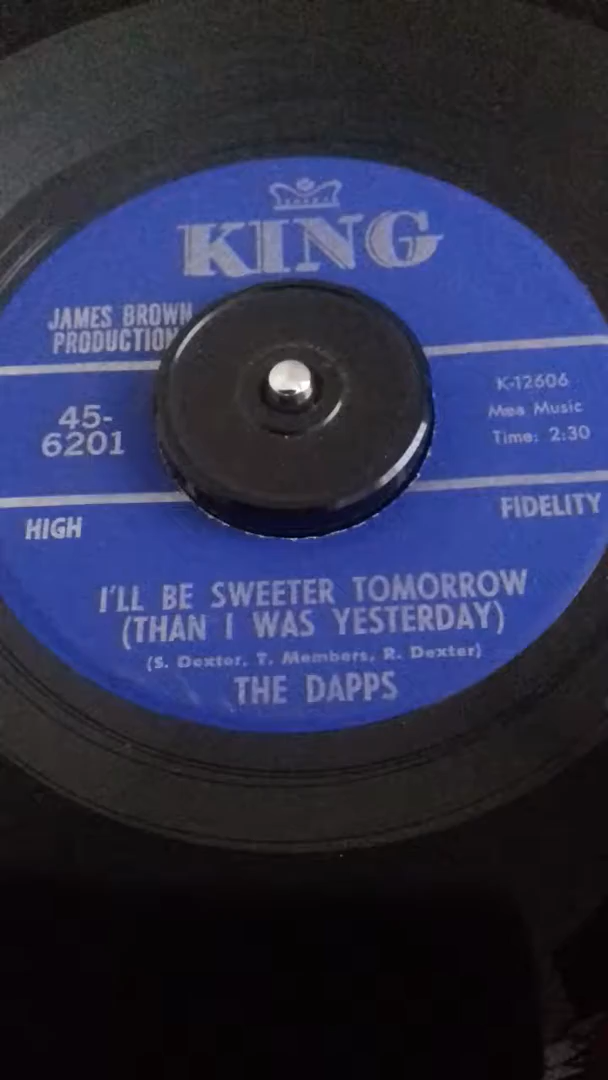 KING
JAMES BROWN
PRODUCTION
45-
6201
K-12606
Mea Music
Time: 2:30
HIGH
FIDELITY
I'LL BE SWEETER TOMORROW
(THAN I WAS YESTERDAY)
(S. Dexter, T. Members, R. Dexter)
THE DAPPS